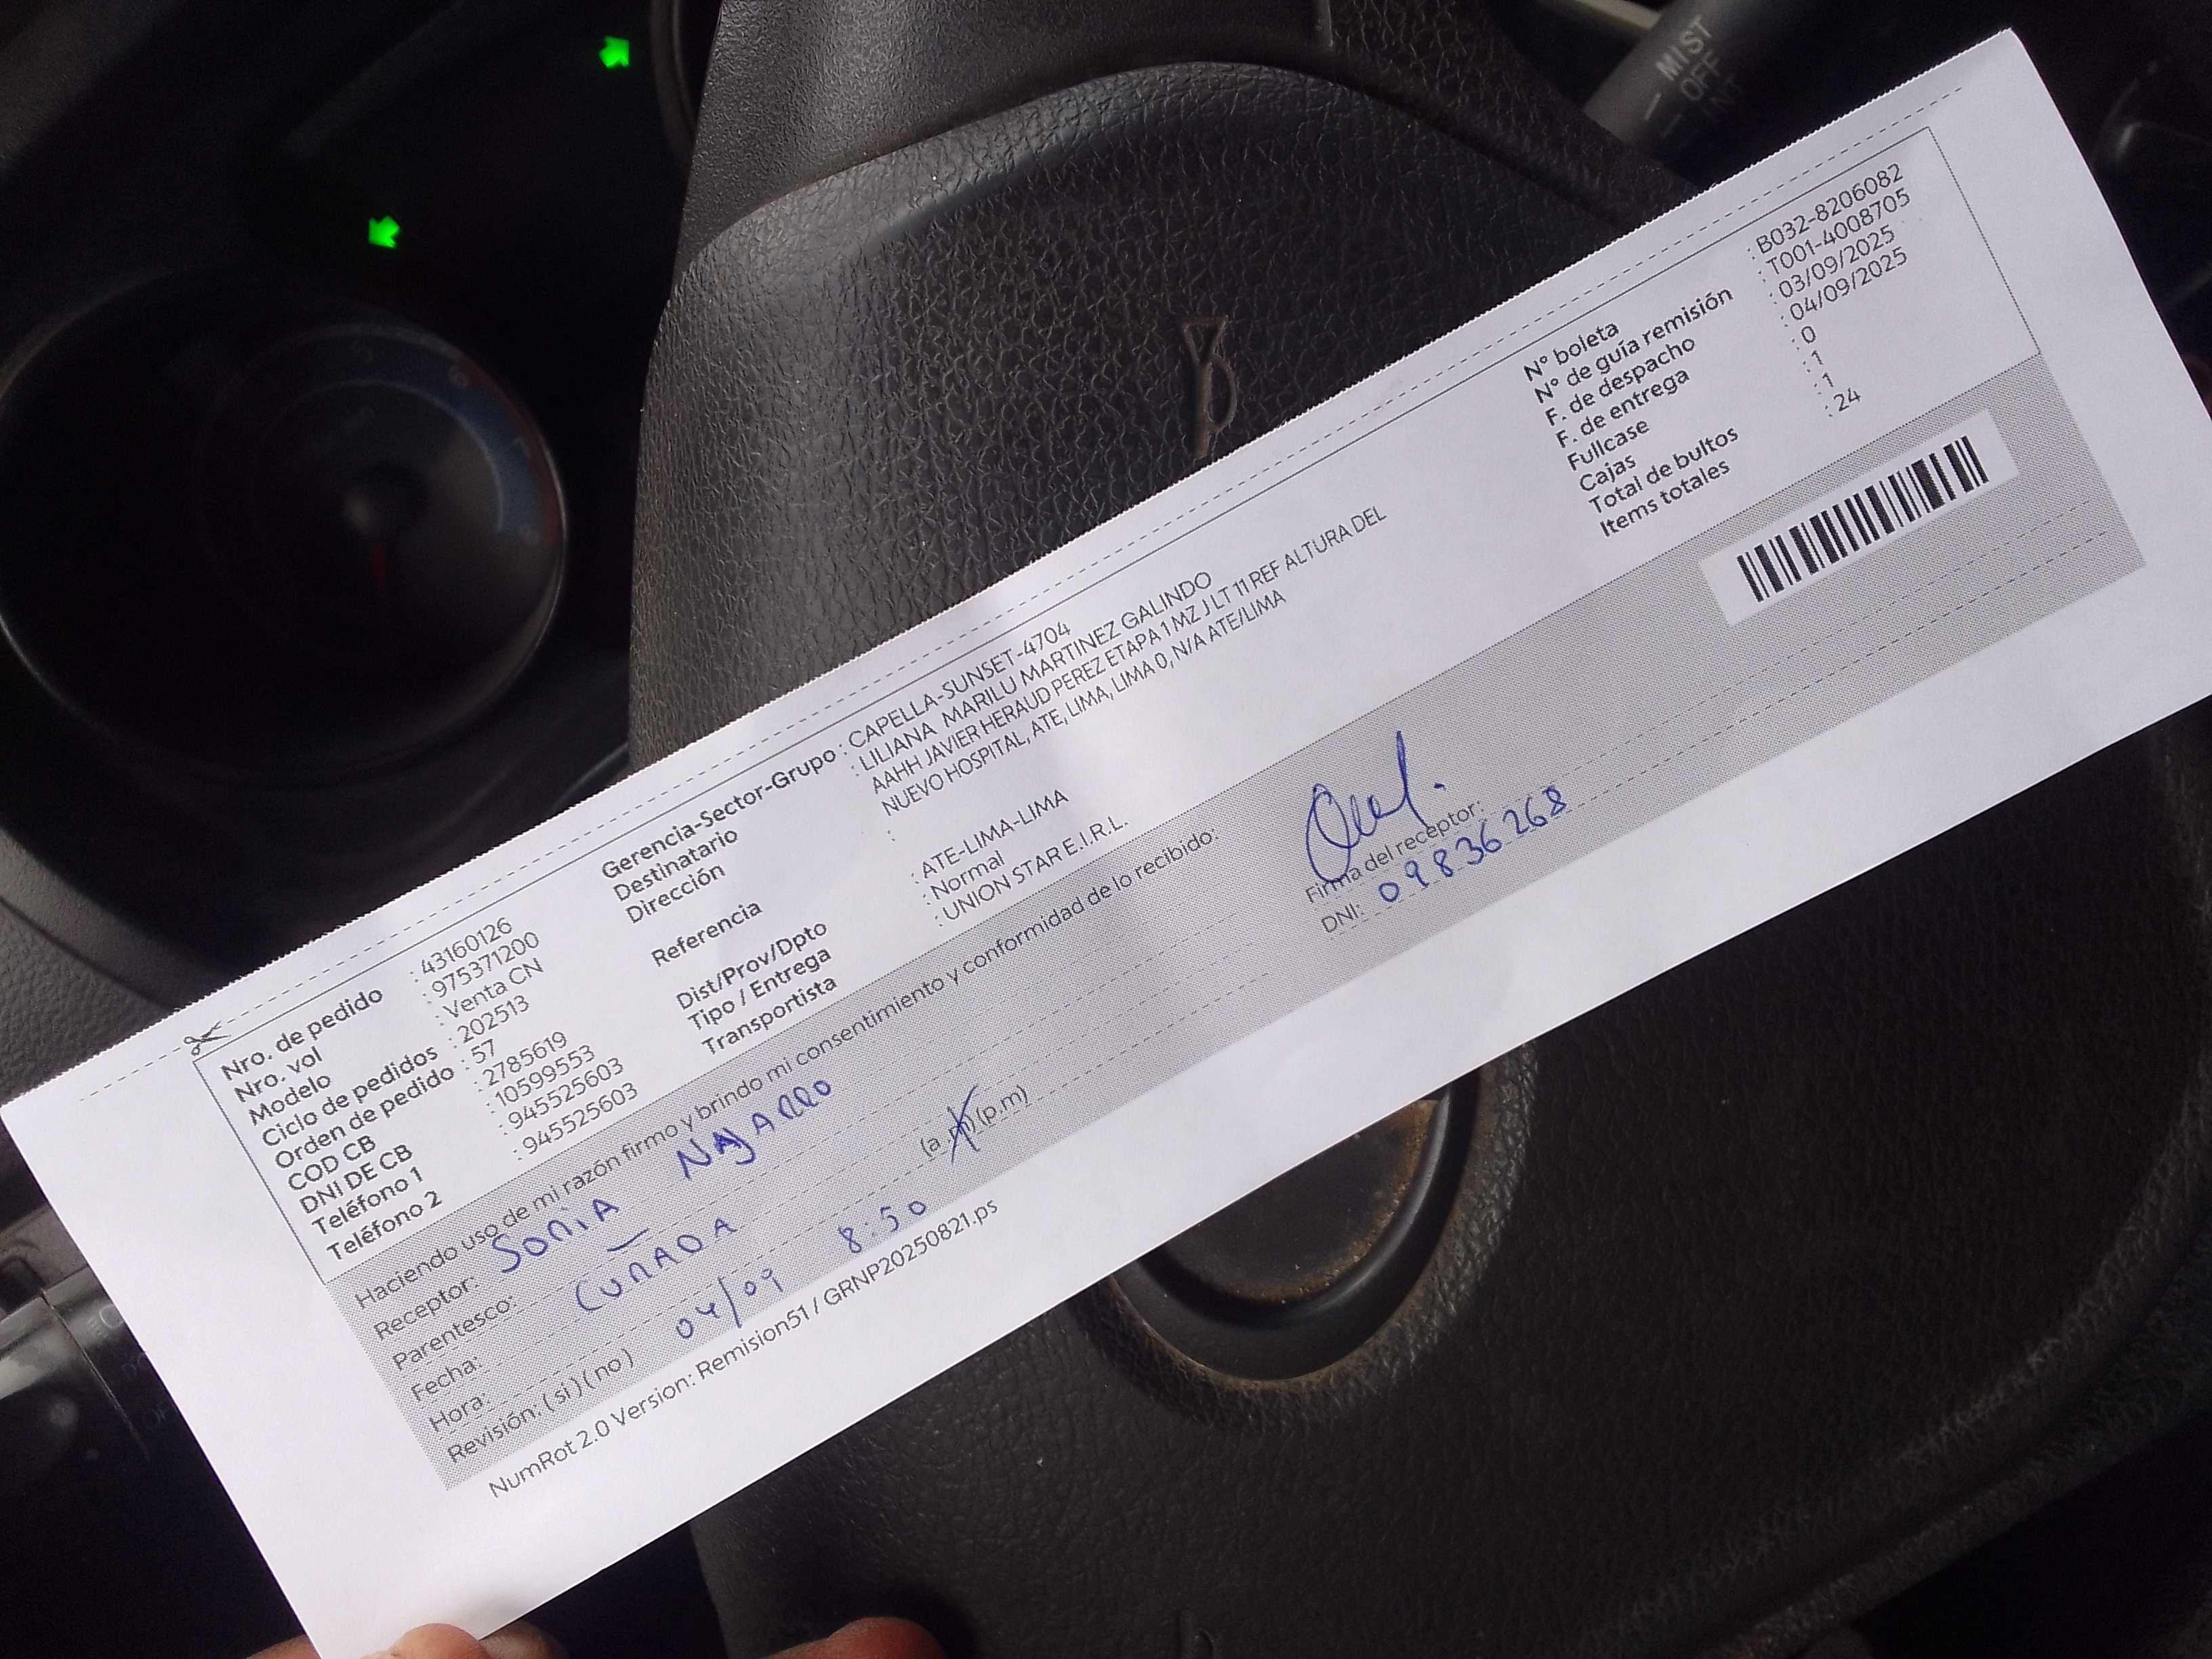 MIST
OFF
INT
Nro. de pedido : 43160126
Nro. vol : 975371200
Modelo : Venta CN
Ciclo de pedidos : 202513
Orden de pedido : 57
COD CB : 2785619
DNI DE CB : 10599553
Teléfono 1 : 945525603
Teléfono 2 : 945525603
Gerencia-Sector-Grupo : CAPELLA-SUNSET-4704
Destinatario : LILIANA MARILU MARTINEZ GALINDO
Dirección : AAHH JAVIER HERAUD PEREZ ETAPA 1 MZ J LT 11 REF ALTURA DEL
NUEVO HOSPITAL, ATE, LIMA, LIMA 0, N/A ATE/LIMA
Referencia :
Dist/Prov/Dpto : ATE-LIMA-LIMA
Tipo / Entrega : Normal
Transportista : UNION STAR E.I.R.L.
N° boleta : B032-8206082
N° de guía remisión : T001-4008705
F. de despacho : 03/09/2025
F. de entrega : 04/09/2025
Fullcase : 0
Cajas : 1
Total de bultos : 1
Items totales : 24
Haciendo uso de mi razón firmo y brindo mi consentimiento y conformidad de lo recibido:
Receptor: SONIA NAJARRO
Parentesco: CUÑADA
Fecha: 04/09
Hora: 8:50 (a.m) (p.m)
Revisión: ( si ) ( no )
Firma del receptor:
DNI: 09836268
NumRot 2.0 Version: Remision51 / GRNP20250821.ps